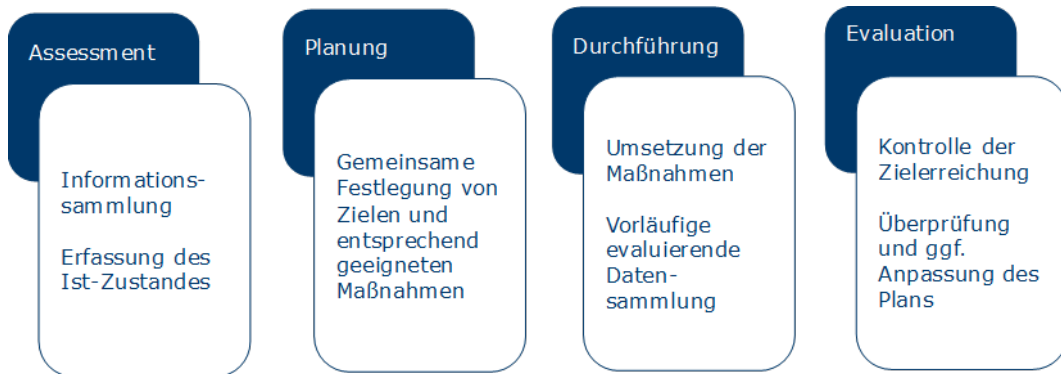 Assessment
Informations-
sammlung
Erfassung des
Ist-Zustandes
Planung
Gemeinsame
Festlegung von
Zielen und
entsprechend
geeigneten
Maßnahmen
Durchführung
Umsetzung der
Maßnahmen
Vorläufige
evaluierende
Daten-
sammlung
Evaluation
Kontrolle der
Zielerreichung
Überprüfung
und ggf.
Anpassung des
Plans